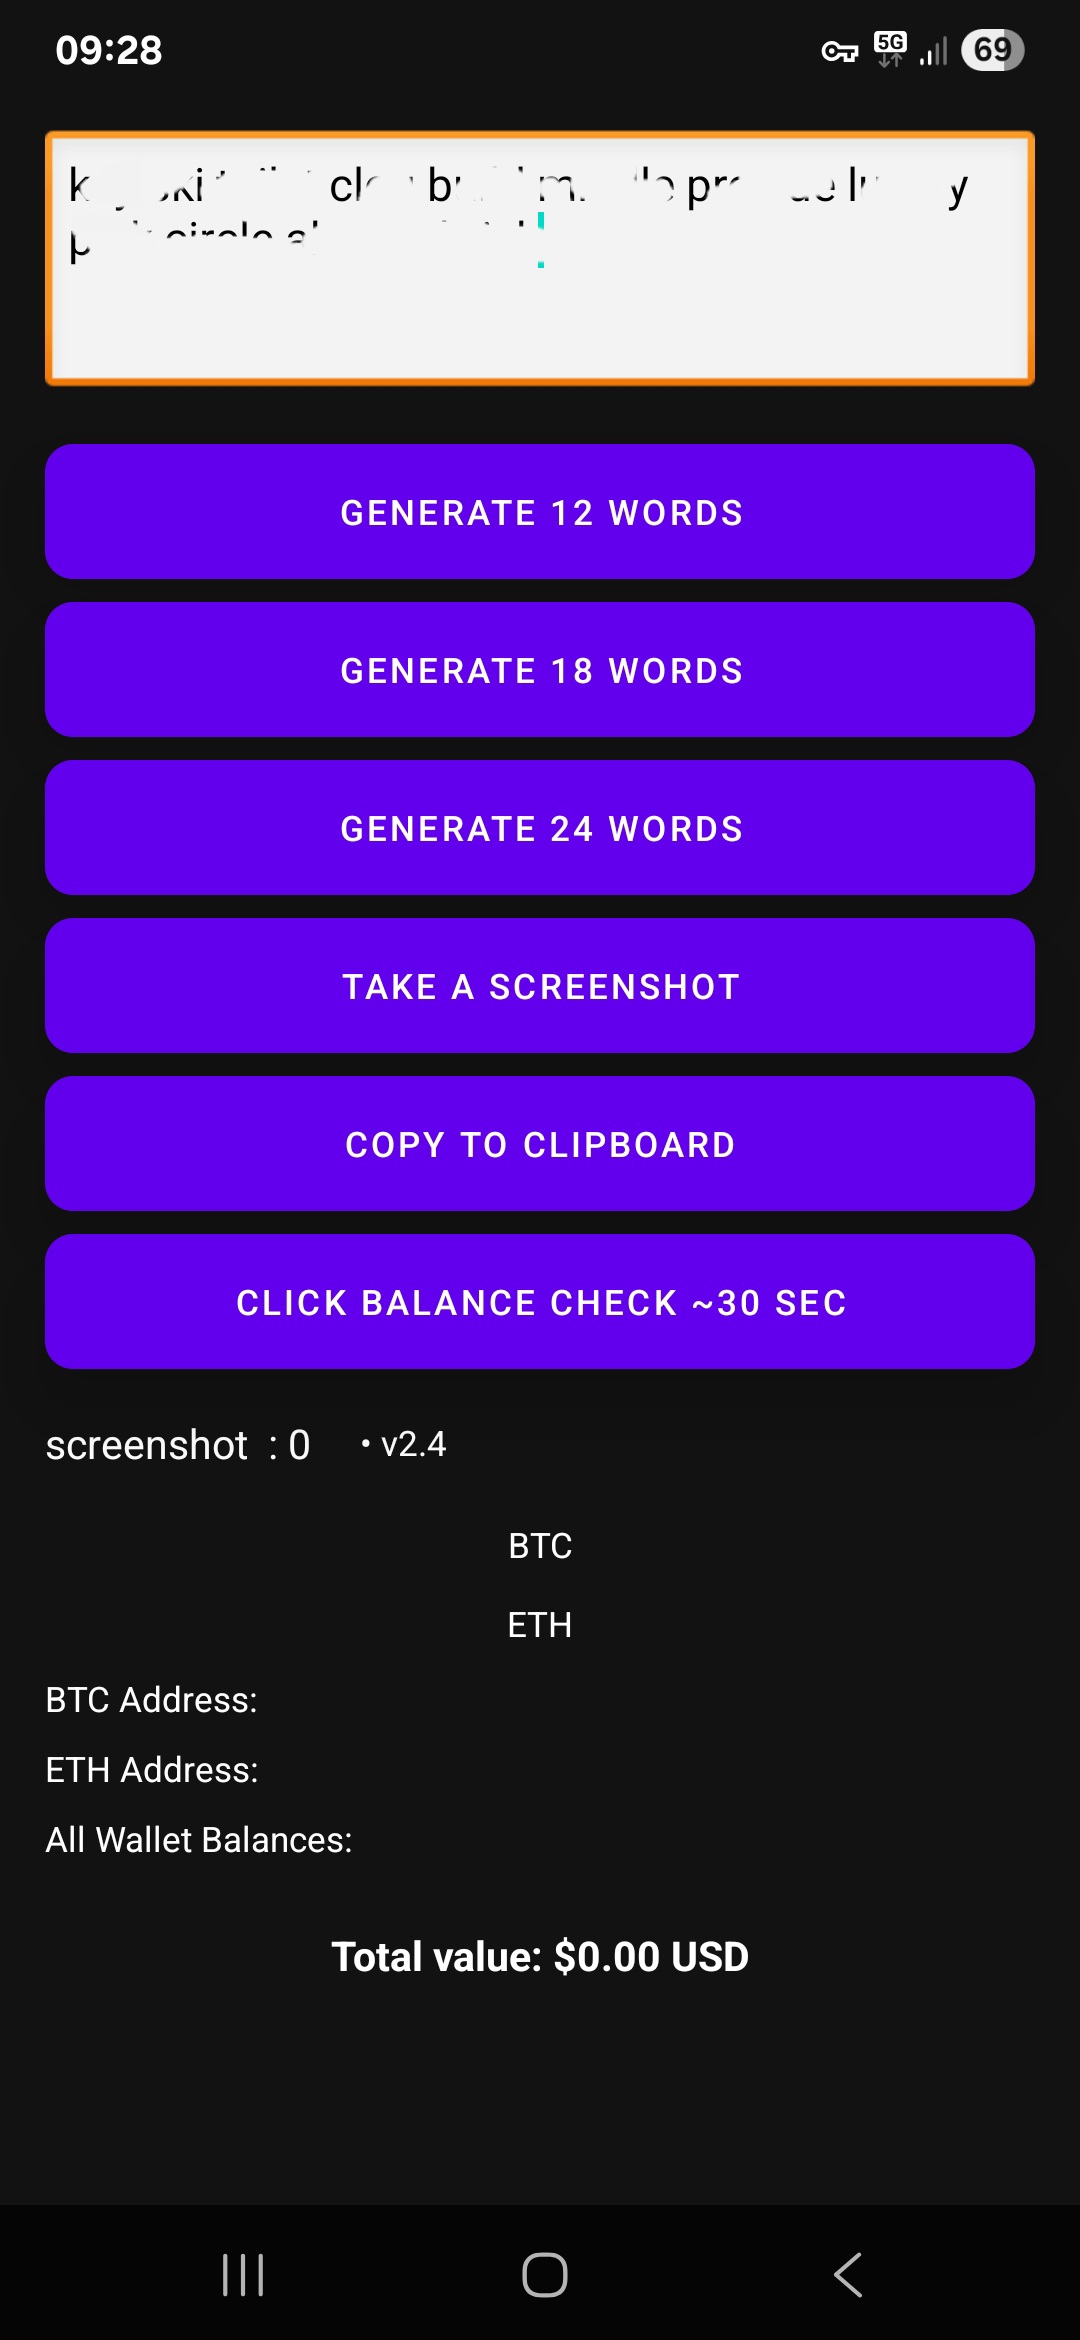 09:28
5G
69
GENERATE 12 WORDS
GENERATE 18 WORDS
GENERATE 24 WORDS
TAKE A SCREENSHOT
COPY TO CLIPBOARD
CLICK BALANCE CHECK ~30 SEC
screenshot : 0 • v2.4
BTC
ETH
BTC Address:
ETH Address:
All Wallet Balances:
Total value: $0.00 USD